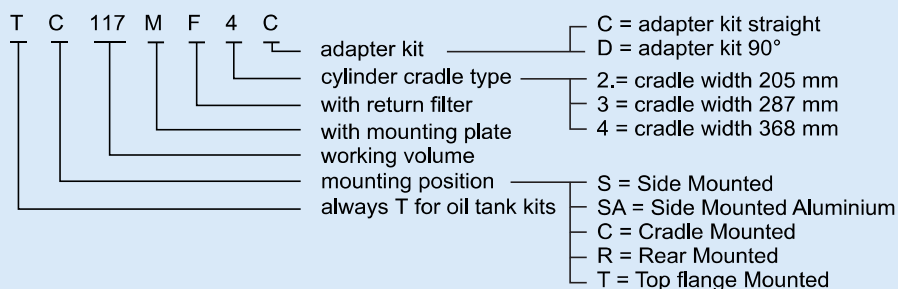 T C 117 M F 4 C
adapter kit
C = adapter kit straight
D = adapter kit 90°
cylinder cradle type
2.= cradle width 205 mm
3 = cradle width 287 mm
4 = cradle width 368 mm
with return filter
with mounting plate
working volume
mounting position
S = Side Mounted
SA = Side Mounted Aluminium
C = Cradle Mounted
R = Rear Mounted
T = Top flange Mounted
always T for oil tank kits